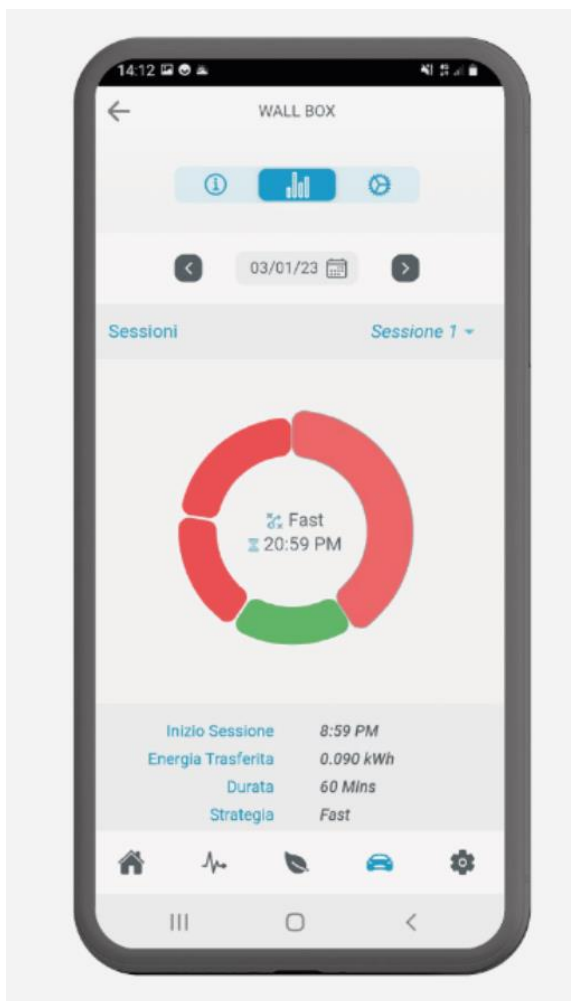 14:12
WALL BOX
03/01/23
Sessioni
Sessione 1
Fast
20:59 PM
Inizio Sessione 8:59 PM
Energia Trasferita 0.090 kWh
Durata 60 Mins
Strategia Fast